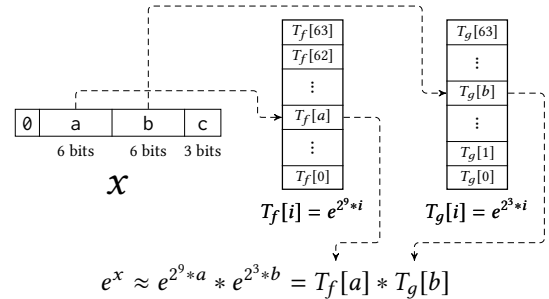 T_f[63]
T_f[62]
⋮
T_f[a]
⋮
T_f[0]
T_g[63]
⋮
T_g[b]
⋮
T_g[1]
T_g[0]
0 a b c
6 bits 6 bits 3 bits
x
T_f[i] = e^{2^9*i}
T_g[i] = e^{2^3*i}
e^x ≈ e^{2^9*a} * e^{2^3*b} = T_f[a] * T_g[b]